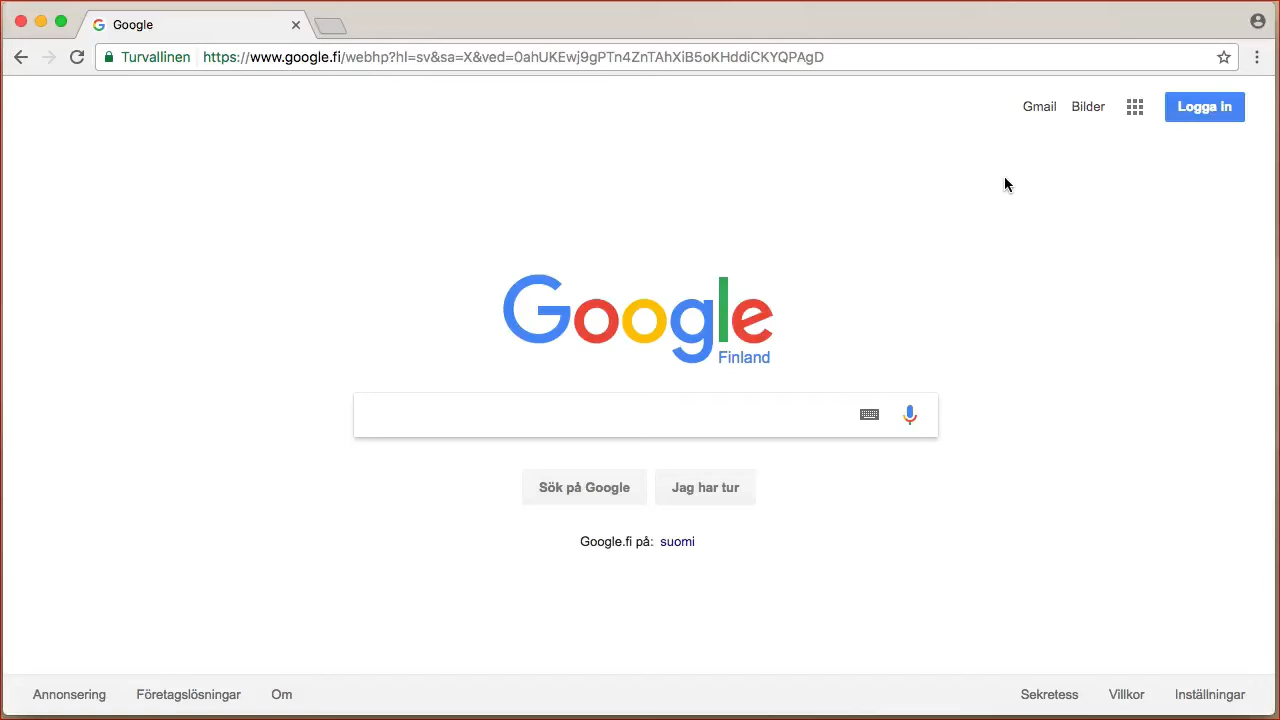 Google
Turvallinen https://www.google.fi/webhp?hl=sv&sa=X&ved=0ahUKEwj9gPTn4ZnTAhXiB5oKHddiCKYQPAgD
Gmail Bilder Logga in
Google
Finland
Sök på Google Jag har tur
Google.fi på: suomi
Annonsering Företagslösningar Om Sekretess Villkor Inställningar